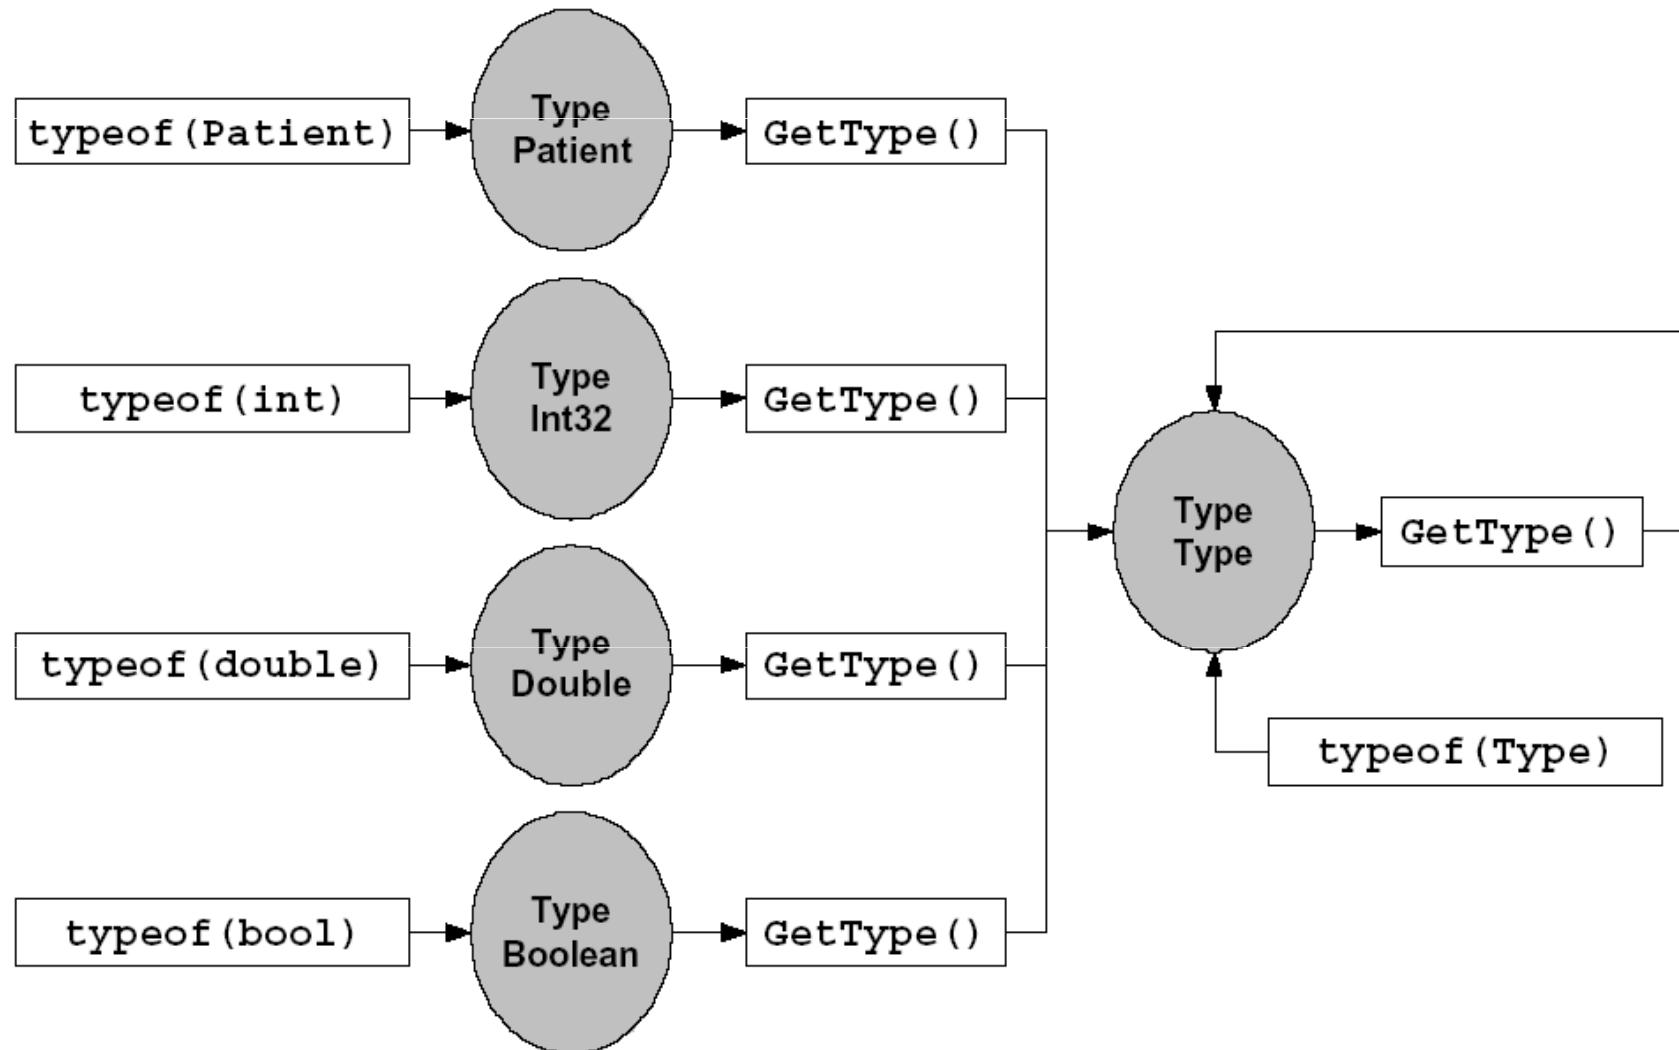 typeof(Patient)
Type
Patient
GetType()
typeof(int)
Type
Int32
GetType()
typeof(double)
Type
Double
GetType()
typeof(bool)
Type
Boolean
GetType()
Type
Type
GetType()
typeof(Type)